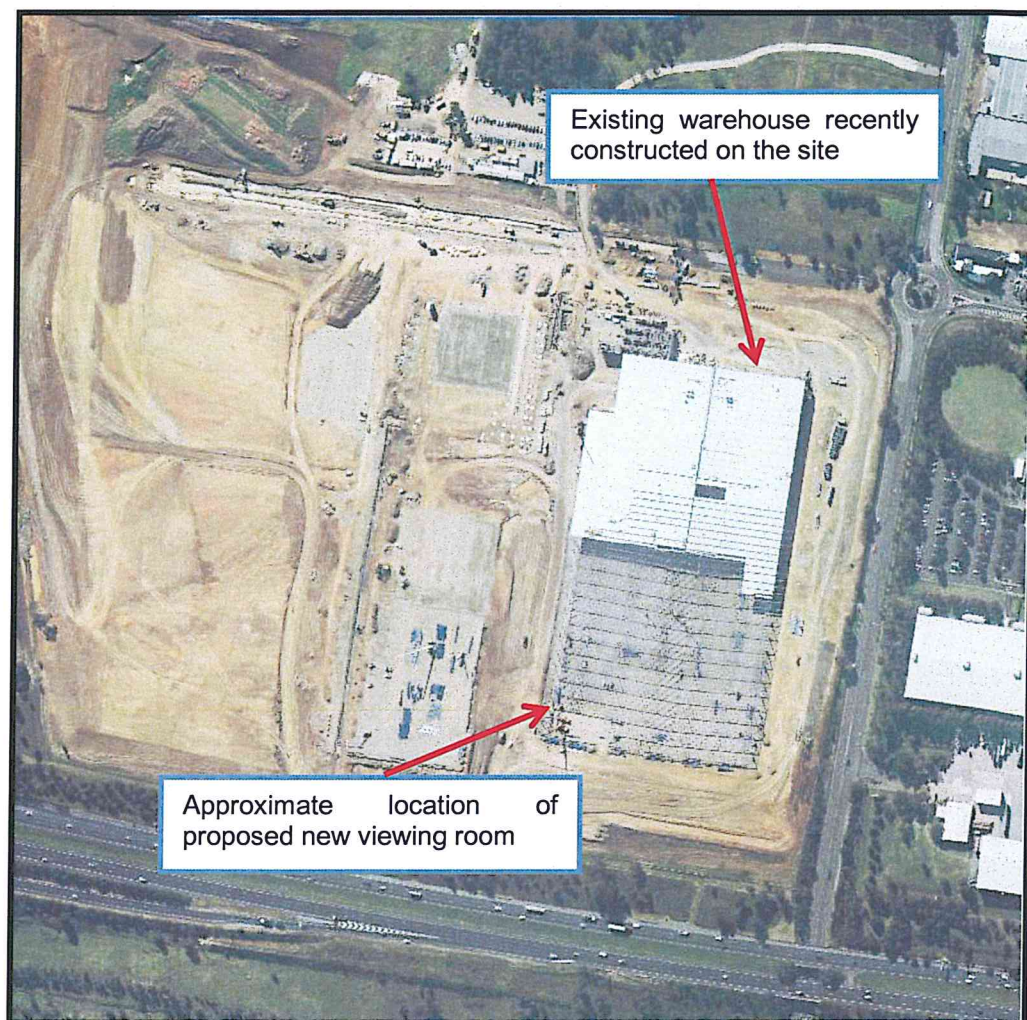 Existing warehouse recently
constructed on the site
Approximate location of
proposed new viewing room